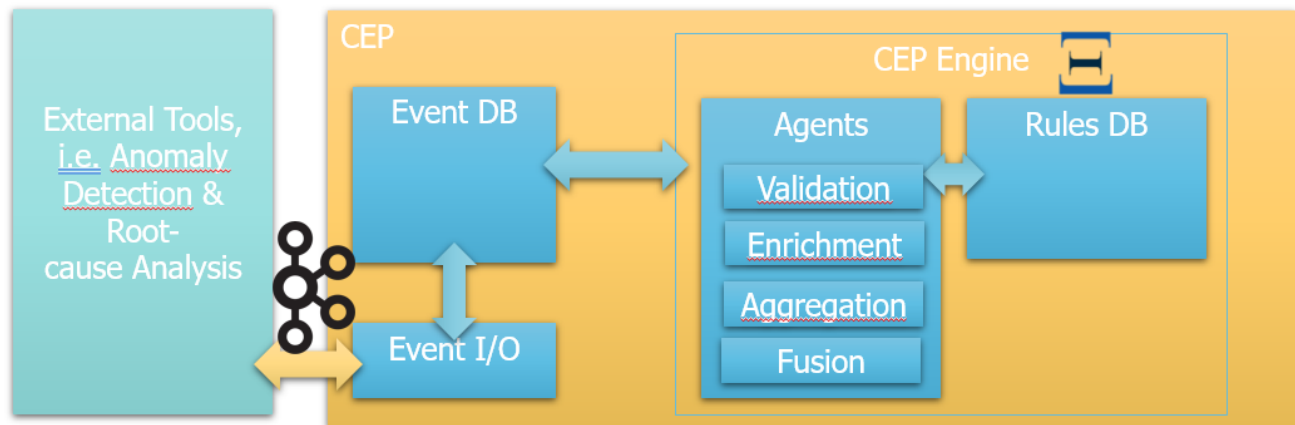 External Tools,
i.e. Anomaly
Detection &
Root-
cause Analysis
CEP
Event DB
Event I/O
CEP Engine
Agents
Validation
Enrichment
Aggregation
Fusion
Rules DB